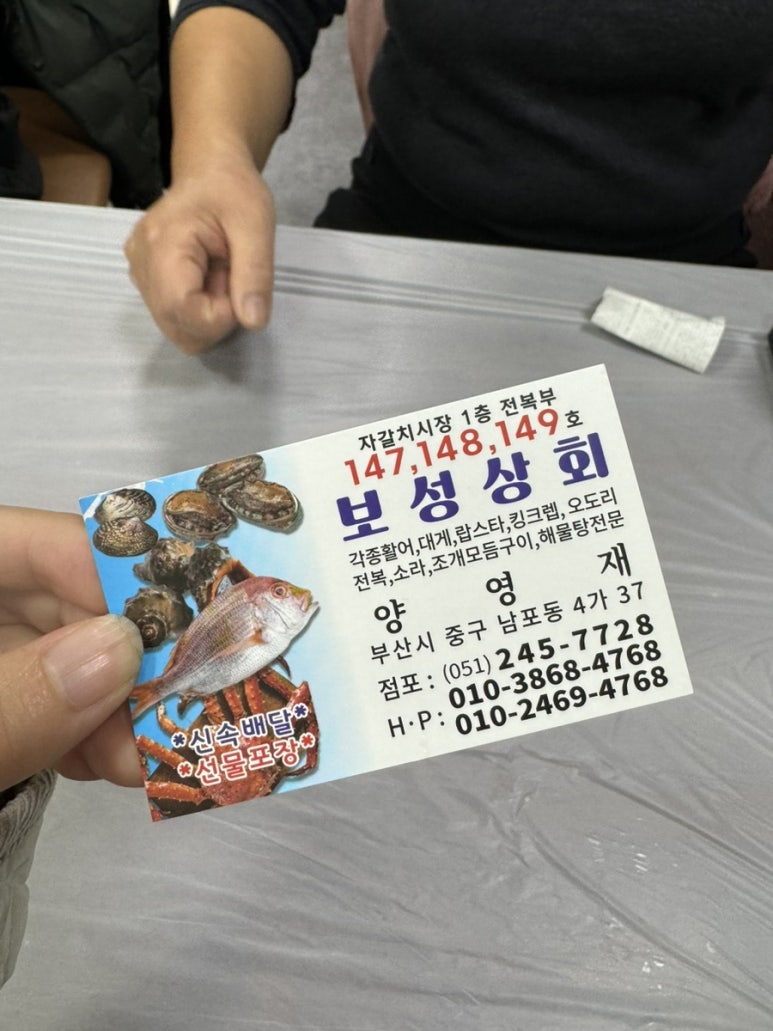 자갈치시장 1층 전복부
147,148,149호
보성상회
각종활어,대게,랍스타,킹크렙,오도리
전복,소라,조개모듬구이,해물탕전문
양영재
부산시 중구 남포동 4가 37
점포 : (051) 245-7728
010-3868-4768
H·P : 010-2469-4768
*신속배달*
*선물포장*